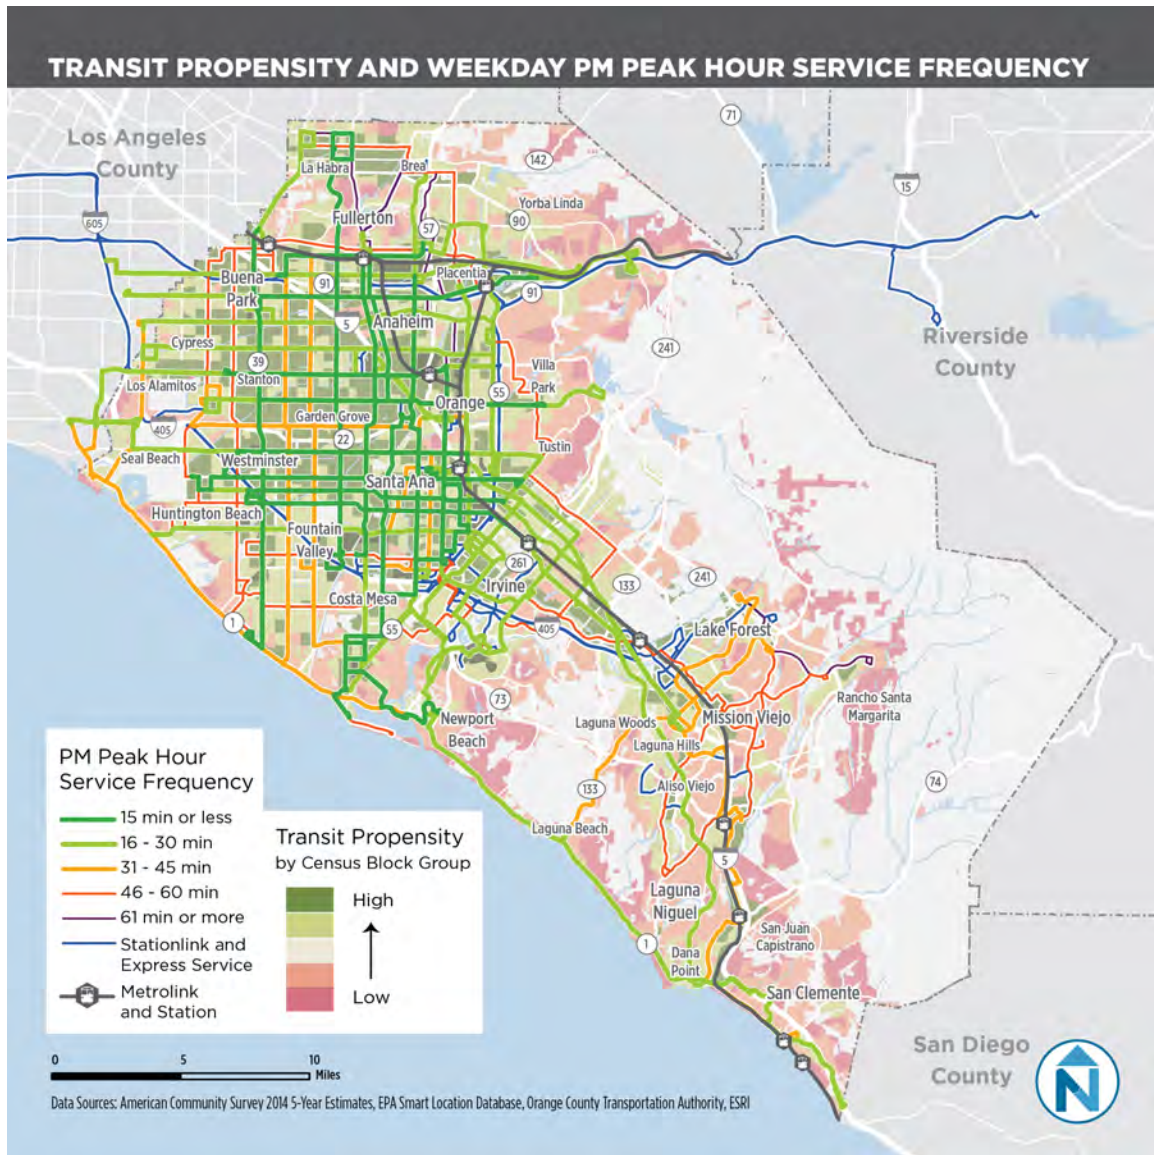 TRANSIT PROPENSITY AND WEEKDAY PM PEAK HOUR SERVICE FREQUENCY
Los Angeles
County
71
142
15
605
La Habra
Brea
Yorba Linda
90
Fullerton
57
Placentia
Buena
Park
91
91
5
Anaheim
Cypress
39
Riverside
County
241
Los Alamitos
Stanton
Villa
Park
55
Orange
Garden Grove
405
22
Seal Beach
Westminster
Tustin
Santa Ana
Huntington Beach
Fountain
Valley
261
Irvine
133
241
Costa Mesa
1
55
405
Lake Forest
73
Rancho Santa
Margarita
Newport
Beach
Laguna Woods
Mission Viejo
Laguna Hills
Aliso Viejo
133
74
Laguna Beach
5
Laguna
Niguel
San Juan
Capistrano
1
Dana
Point
San Clemente
San Diego
County
PM Peak Hour
Service Frequency
15 min or less
16 - 30 min
31 - 45 min
46 - 60 min
61 min or more
Stationlink and
Express Service
Metrolink
and Station
Transit Propensity
by Census Block Group
High
Low
0 5 10
Miles
N
Data Sources: American Community Survey 2014 5-Year Estimates, EPA Smart Location Database, Orange County Transportation Authority, ESRI